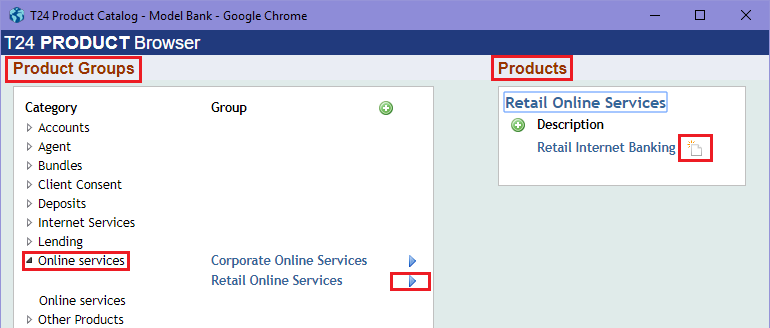 T24 Product Catalog - Model Bank - Google Chrome
T24 PRODUCT Browser
Product Groups
Category Group
Accounts
Agent
Bundles
Client Consent
Deposits
Internet Services
Lending
Online services Corporate Online Services
Retail Online Services
Online services
Other Products
Products
Retail Online Services
Description
Retail Internet Banking